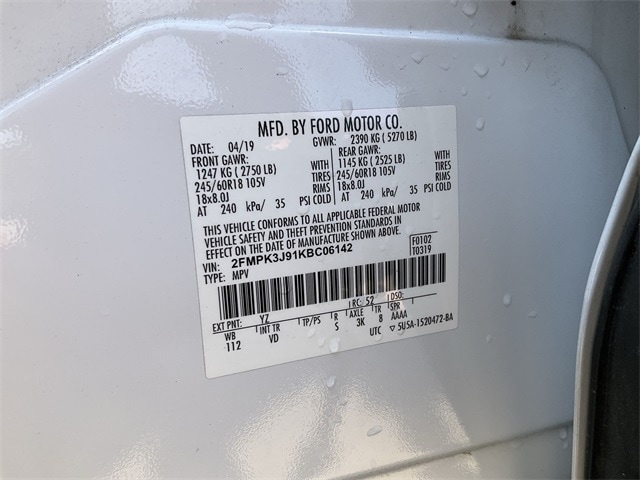 MFD. BY FORD MOTOR CO.
DATE: 04/19 GVWR: 2390 KG ( 5270 LB)
FRONT GAWR: REAR GAWR:
1247 KG ( 2750 LB) WITH 1145 KG ( 2525 LB) WITH
245/60R18 105V TIRES 245/60R18 105V TIRES
18x8.0J RIMS 18x8.0J RIMS
AT 240 kPa/ 35 PSI COLD AT 240 kPa/ 35 PSI COLD
THIS VEHICLE CONFORMS TO ALL APPLICABLE FEDERAL MOTOR
VEHICLE SAFETY AND THEFT PREVENTION STANDARDS IN
EFFECT ON THE DATE OF MANUFACTURE SHOWN ABOVE.
VIN: 2FMPK3J91KBC06142 F0102
TYPE: MPV T0319
EXT PNT: YZ RC: 52 DSO:
WB INT TR TP/PS R AXLE TR SPR
112 VD S 3K 8 AAAA
UTC ▽ 5USA-1520472-BA